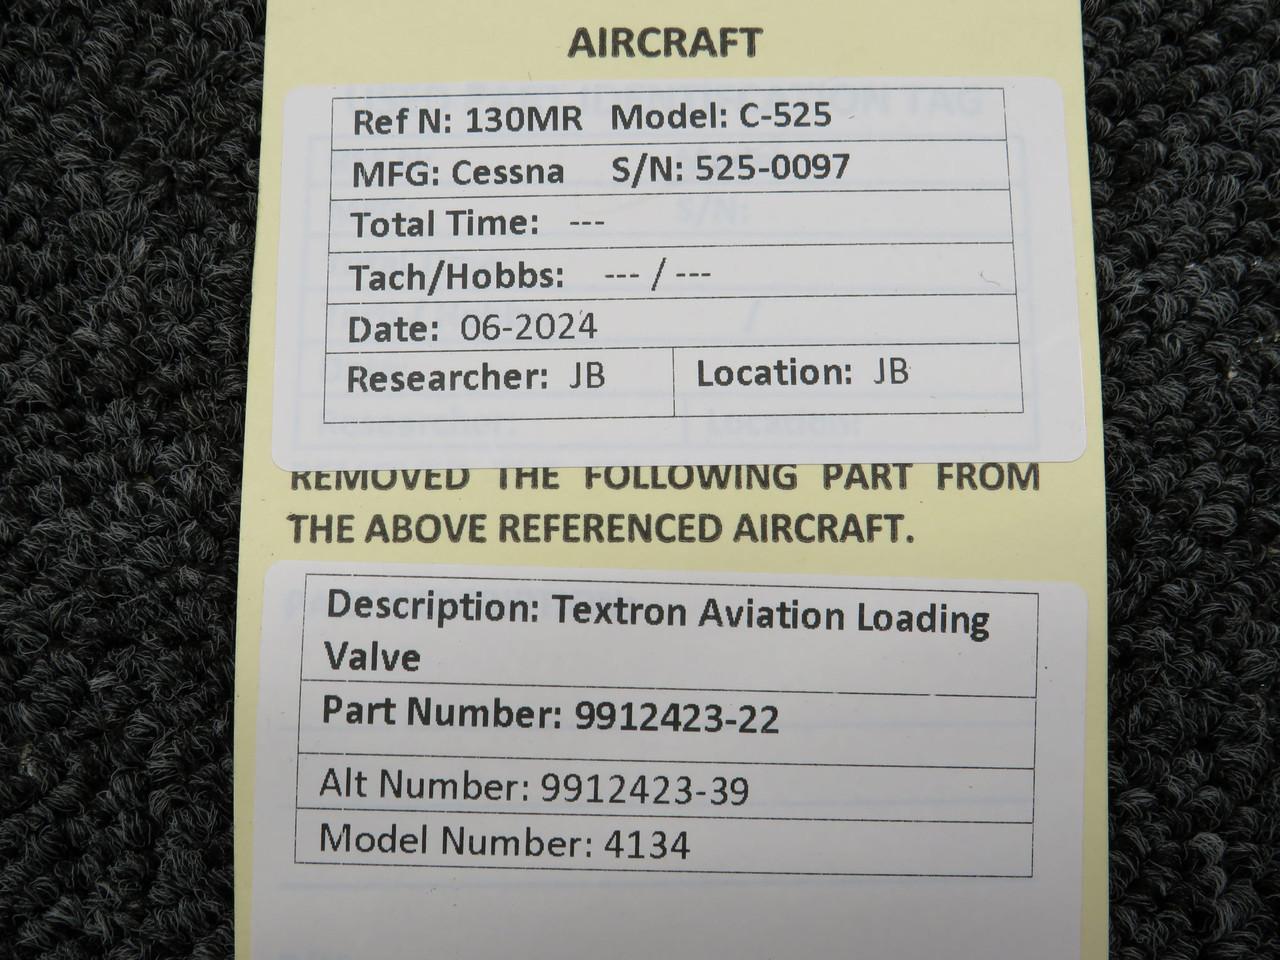 AIRCRAFT
Ref N: 130MR Model: C-525
MFG: Cessna S/N: 525-0097
Total Time: ---
Tach/Hobbs: --- / ---
Date: 06-2024
Researcher: JB Location: JB
REMOVED THE FOLLOWING PART FROM
THE ABOVE REFERENCED AIRCRAFT.
Description: Textron Aviation Loading
Valve
Part Number: 9912423-22
Alt Number: 9912423-39
Model Number: 4134